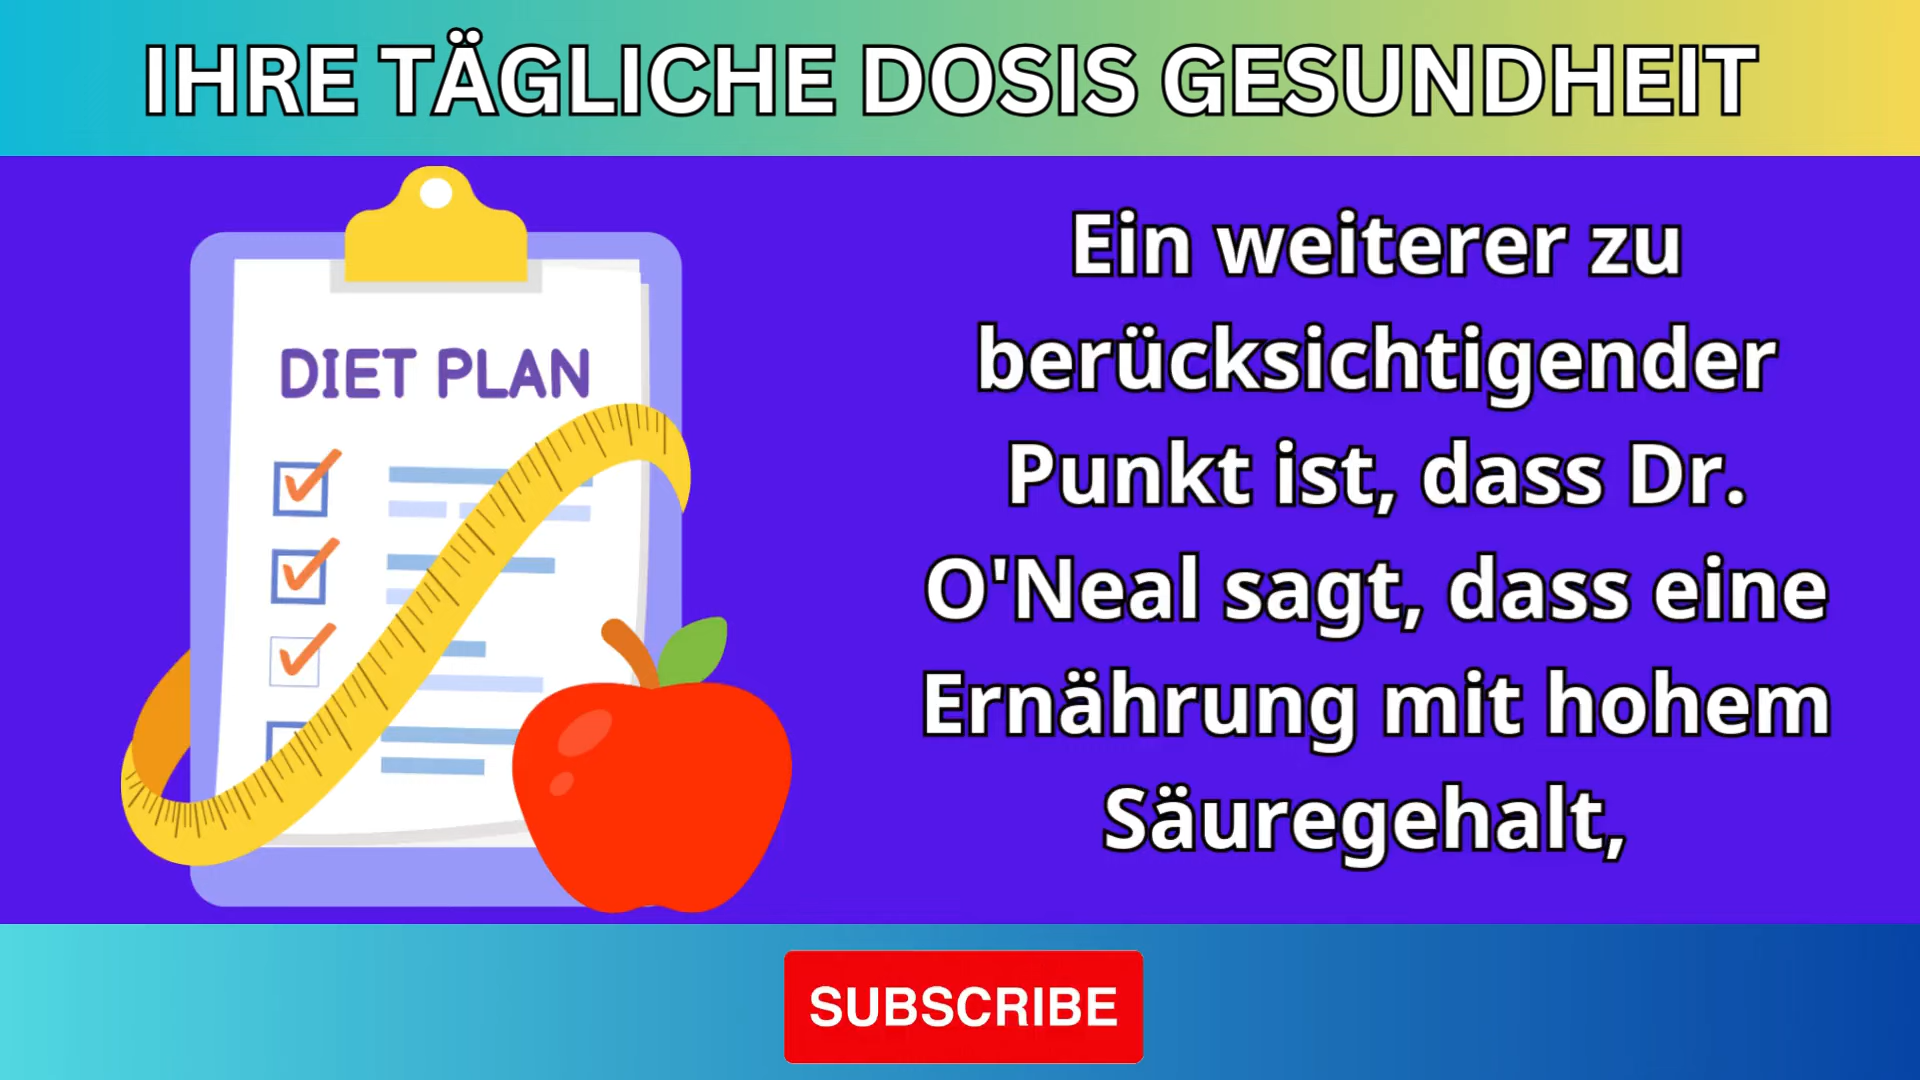 IHRE TÄGLICHE DOSIS GESUNDHEIT
DIET PLAN
Ein weiterer zu
berücksichtigender
Punkt ist, dass Dr.
O'Neal sagt, dass eine
Ernährung mit hohem
Säuregehalt,
SUBSCRIBE